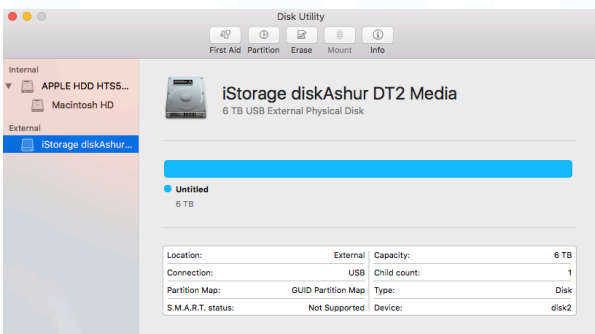 Disk Utility
First Aid Partition Erase Mount Info
Internal
APPLE HDD HTS5...
Macintosh HD
External
iStorage diskAshur...
iStorage diskAshur DT2 Media
6 TB USB External Physical Disk
Untitled
6 TB
Location: External Capacity: 6 TB
Connection: USB Child count: 1
Partition Map: GUID Partition Map Type: Disk
S.M.A.R.T. status: Not Supported Device: disk2